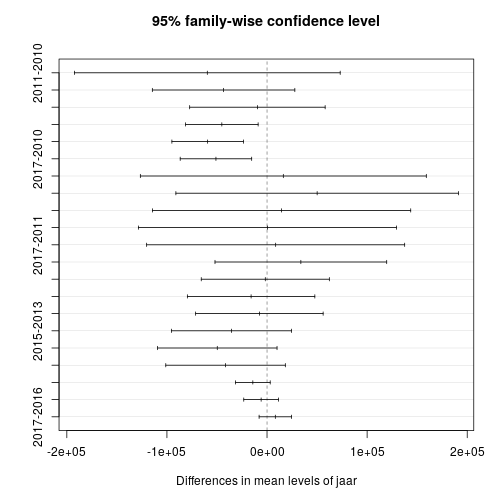 95% family-wise confidence level
2011-2010
2017-2010
2017-2011
2015-2013
2017-2016
-2e+05 -1e+05 0e+00 1e+05 2e+05
Differences in mean levels of jaar